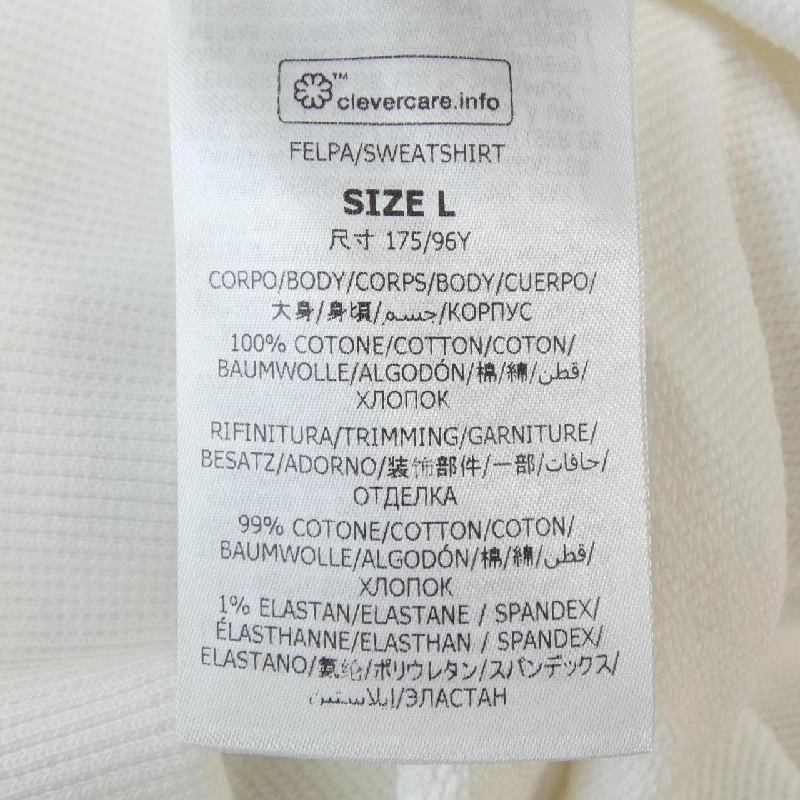 ™ clevercare.info
FELPA/SWEATSHIRT
SIZE L
尺寸 175/96Y
CORPO/BODY/CORPS/BODY/CUERPO/
大身/身頃/جسم/КОРПУС
100% COTONE/COTTON/COTON/
BAUMWOLLE/ALGODÓN/棉/綿/قطن/
ХЛОПОК
RIFINITURA/TRIMMING/GARNITURE/
BESATZ/ADORNO/装饰部件/一部/حافات/
ОТДЕЛКА
99% COTONE/COTTON/COTON/
BAUMWOLLE/ALGODÓN/棉/綿/قطن/
ХЛОПОК
1% ELASTAN/ELASTANE / SPANDEX/
ÉLASTHANNE/ELASTHAN / SPANDEX/
ELASTANO/氨纶/ポリウレタン/スパンデックス/
إيلاستين/ЭЛАСТАН